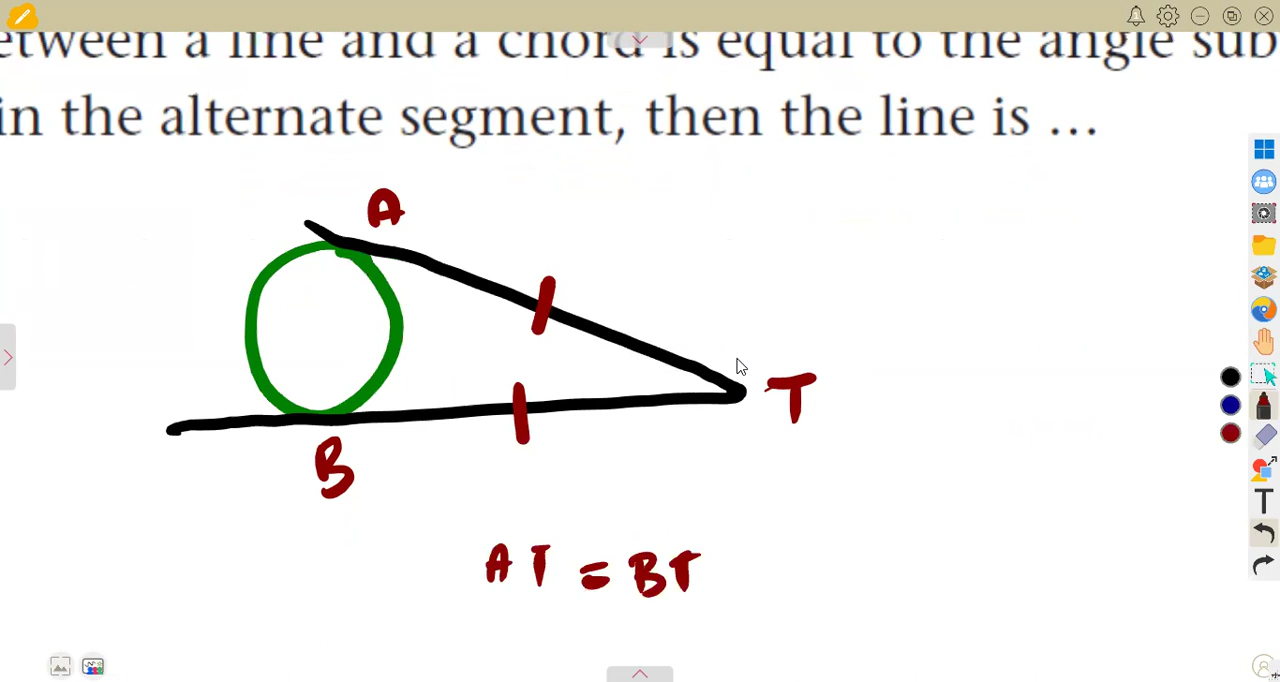 etween a line and a chord is equal to the angle sub
in the alternate segment, then the line is ...
A
T
B
AT = BT
T